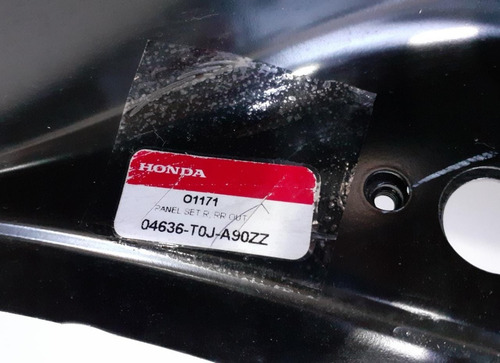 HONDA
O1171
PANEL SET R, RR OUT
04636-T0J-A90ZZ